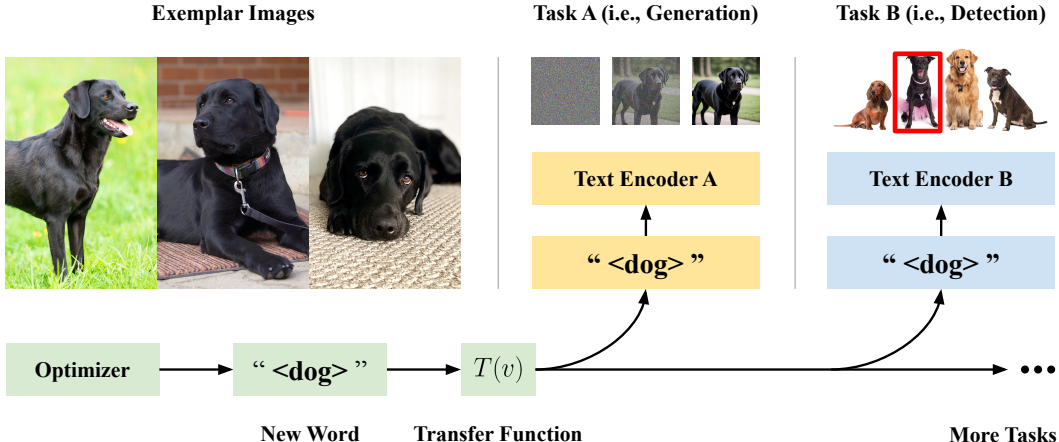 Exemplar Images
Task A (i.e., Generation)
Task B (i.e., Detection)
Text Encoder A
Text Encoder B
“ <dog> ”
“ <dog> ”
Optimizer
“ <dog> ”
T(v)
•••
New Word
Transfer Function
More Tasks